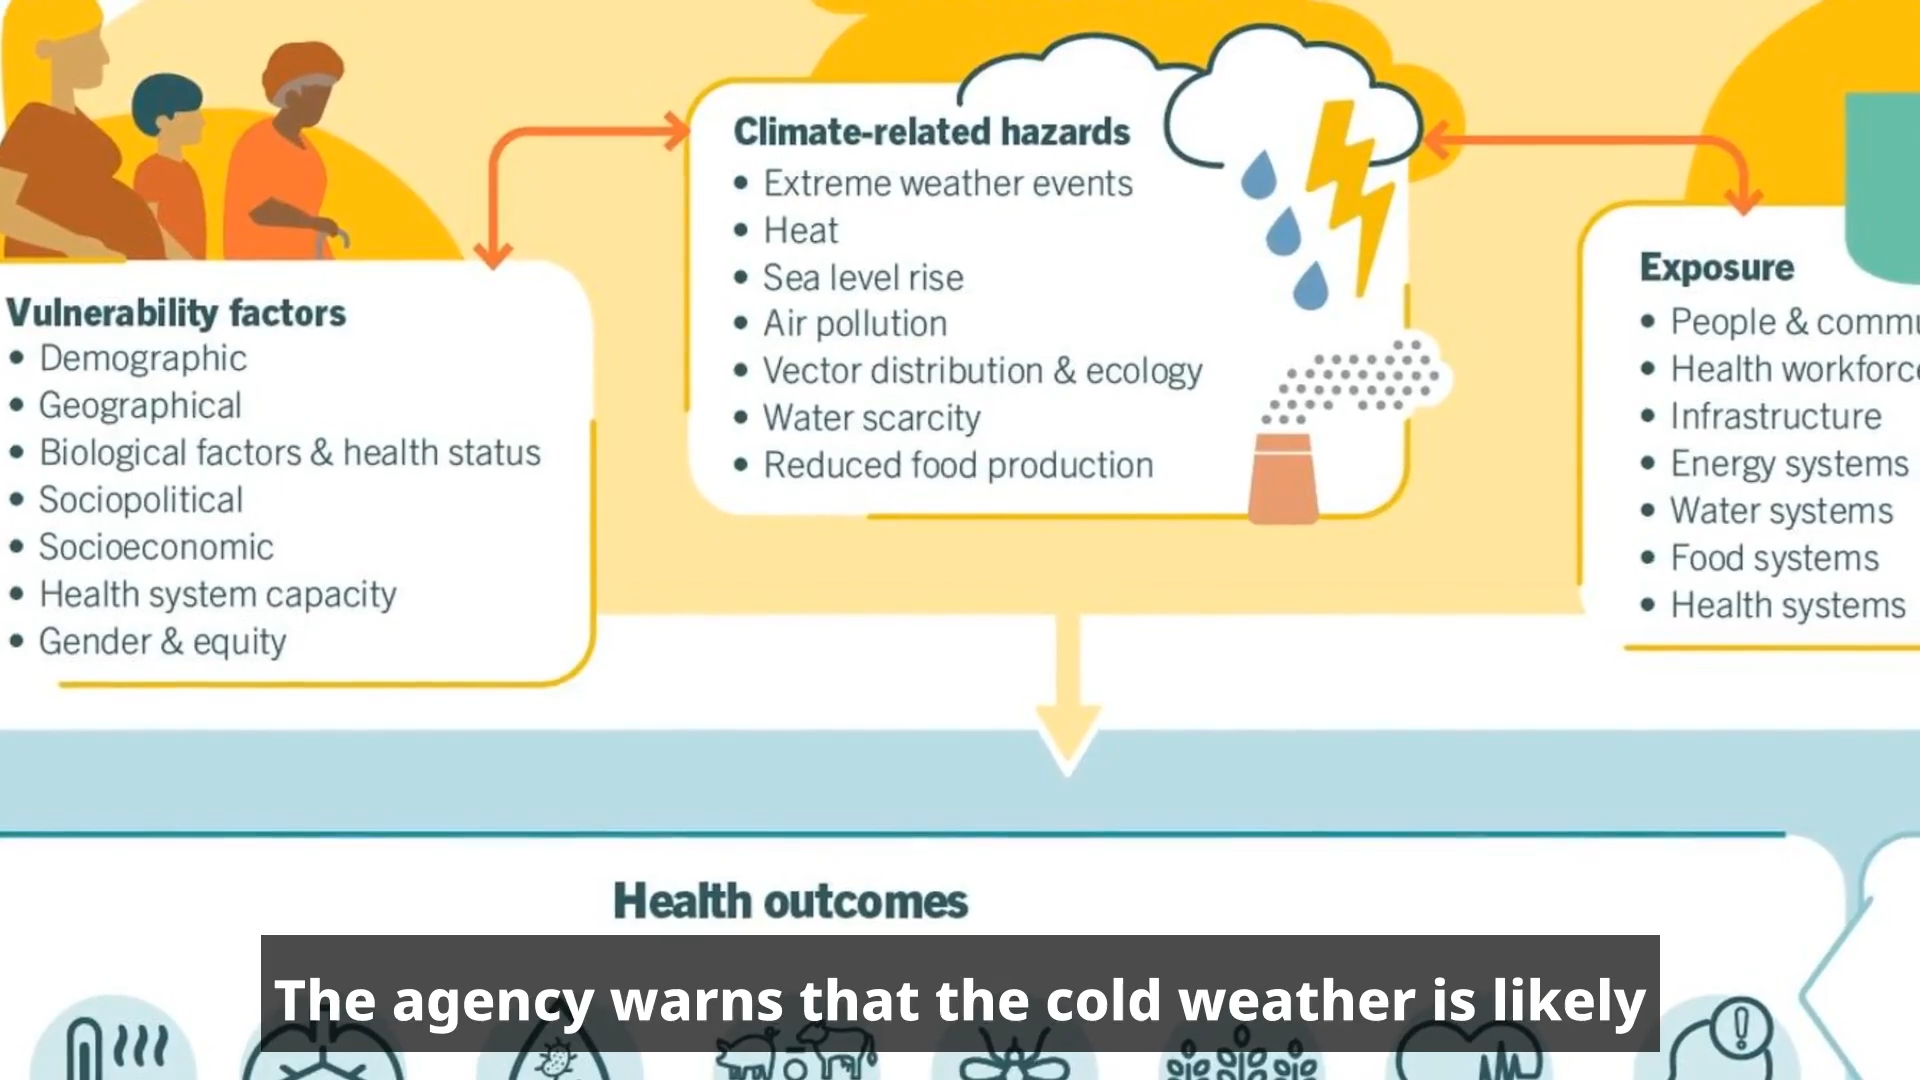 Climate-related hazards
• Extreme weather events
• Heat
• Sea level rise
• Air pollution
• Vector distribution & ecology
• Water scarcity
• Reduced food production
Vulnerability factors
• Demographic
• Geographical
• Biological factors & health status
• Sociopolitical
• Socioeconomic
• Health system capacity
• Gender & equity
Exposure
• People &
• Health
• Infrastructure
• Energy systems
• Water systems
• Food systems
• Health systems
Health outcomes
The agency warns that the cold weather is likely